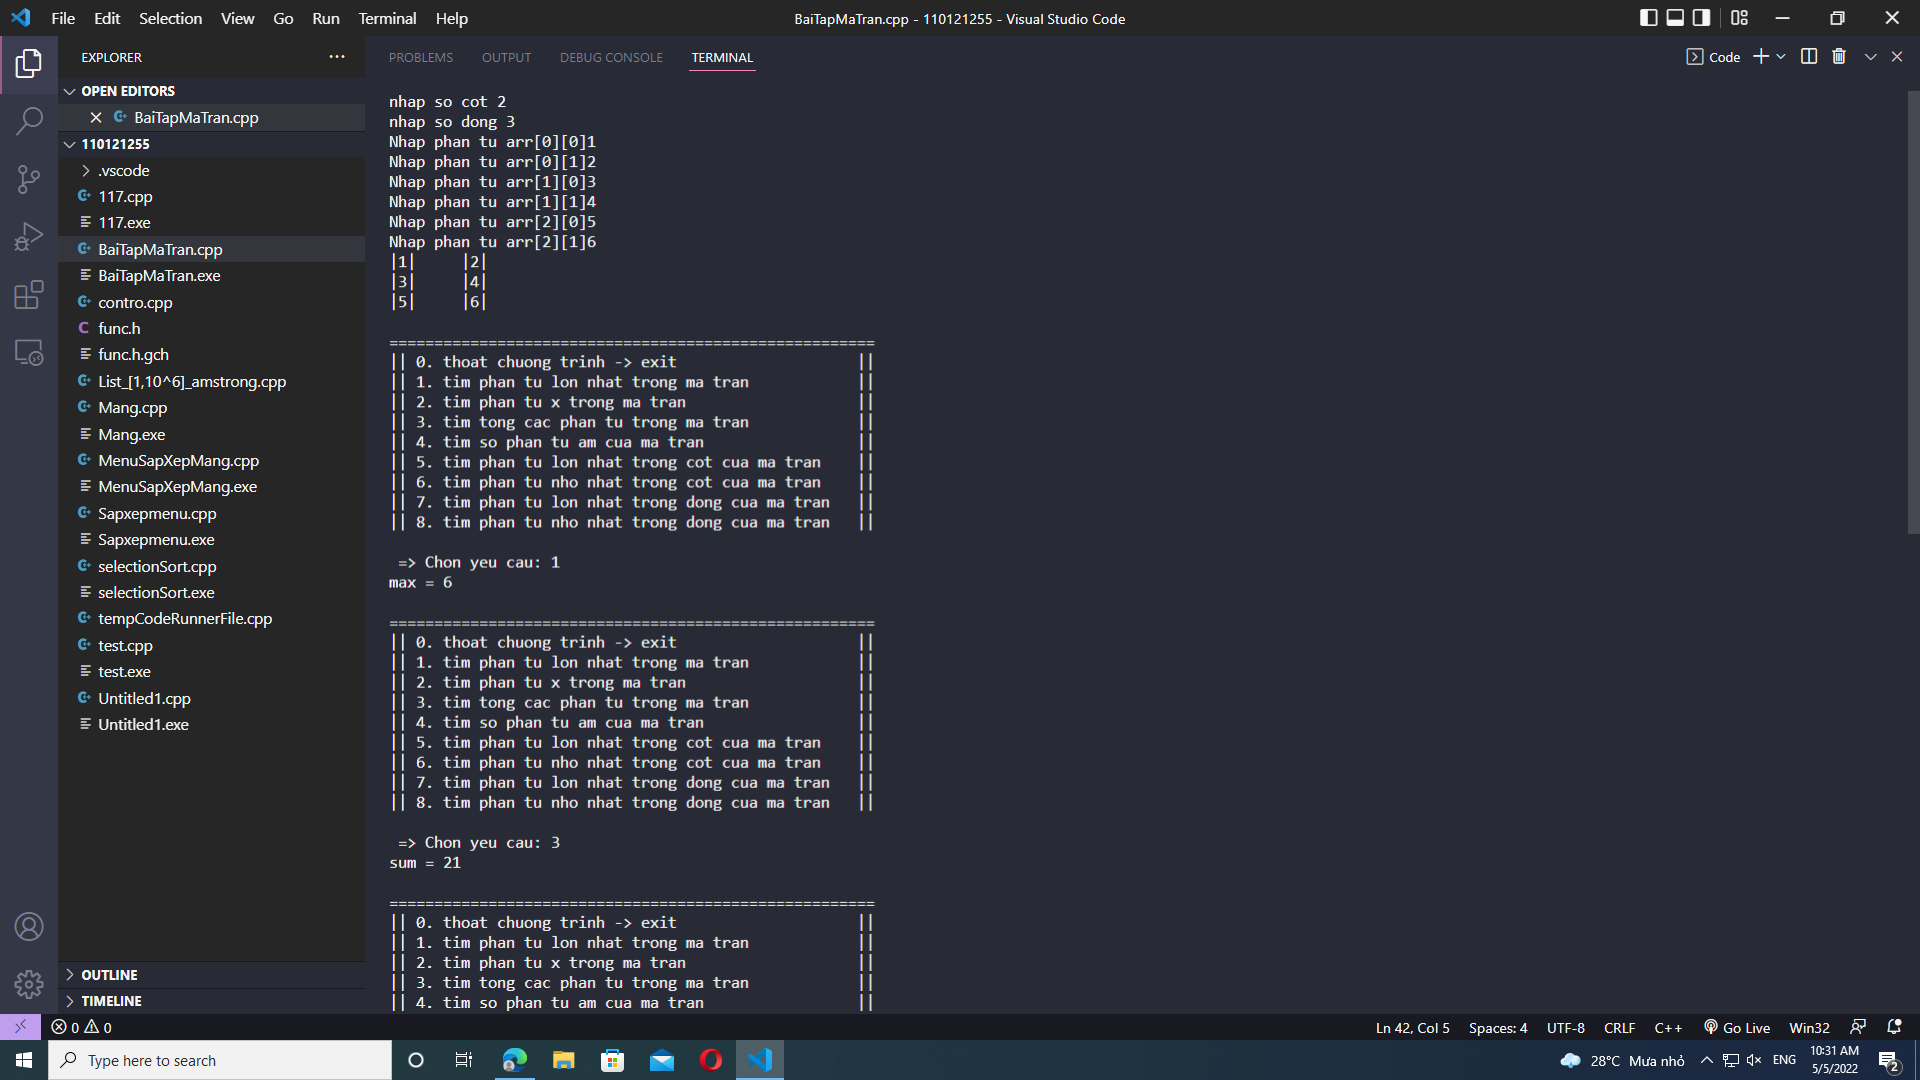 File Edit Selection View Go Run Terminal Help
BaiTapMaTran.cpp - 110121255 - Visual Studio Code
EXPLORER
OPEN EDITORS
BaiTapMaTran.cpp
110121255
.vscode
117.cpp
117.exe
BaiTapMaTran.cpp
BaiTapMaTran.exe
contro.cpp
func.h
func.h.gch
List_[1,10^6]_amstrong.cpp
Mang.cpp
Mang.exe
MenuSapXepMang.cpp
MenuSapXepMang.exe
Sapxepmenu.cpp
Sapxepmenu.exe
selectionSort.cpp
selectionSort.exe
tempCodeRunnerFile.cpp
test.cpp
test.exe
Untitled1.cpp
Untitled1.exe
OUTLINE
TIMELINE
PROBLEMS OUTPUT DEBUG CONSOLE TERMINAL
Code
nhap so cot 2
nhap so dong 3
Nhap phan tu arr[0][0]1
Nhap phan tu arr[0][1]2
Nhap phan tu arr[1][0]3
Nhap phan tu arr[1][1]4
Nhap phan tu arr[2][0]5
Nhap phan tu arr[2][1]6
|1| |2|
|3| |4|
|5| |6|
======================================================
|| 0. thoat chuong trinh -> exit ||
|| 1. tim phan tu lon nhat trong ma tran ||
|| 2. tim phan tu x trong ma tran ||
|| 3. tim tong cac phan tu trong ma tran ||
|| 4. tim so phan tu am cua ma tran ||
|| 5. tim phan tu lon nhat trong cot cua ma tran ||
|| 6. tim phan tu nho nhat trong cot cua ma tran ||
|| 7. tim phan tu lon nhat trong dong cua ma tran ||
|| 8. tim phan tu nho nhat trong dong cua ma tran ||
=> Chon yeu cau: 1
max = 6
======================================================
|| 0. thoat chuong trinh -> exit ||
|| 1. tim phan tu lon nhat trong ma tran ||
|| 2. tim phan tu x trong ma tran ||
|| 3. tim tong cac phan tu trong ma tran ||
|| 4. tim so phan tu am cua ma tran ||
|| 5. tim phan tu lon nhat trong cot cua ma tran ||
|| 6. tim phan tu nho nhat trong cot cua ma tran ||
|| 7. tim phan tu lon nhat trong dong cua ma tran ||
|| 8. tim phan tu nho nhat trong dong cua ma tran ||
=> Chon yeu cau: 3
sum = 21
======================================================
|| 0. thoat chuong trinh -> exit ||
|| 1. tim phan tu lon nhat trong ma tran ||
|| 2. tim phan tu x trong ma tran ||
|| 3. tim tong cac phan tu trong ma tran ||
|| 4. tim so phan tu am cua ma tran ||
0 0
Ln 42, Col 5 Spaces: 4 UTF-8 CRLF C++ Go Live Win32
Type here to search
28°C Mưa nhỏ
ENG
10:31 AM
5/5/2022
2